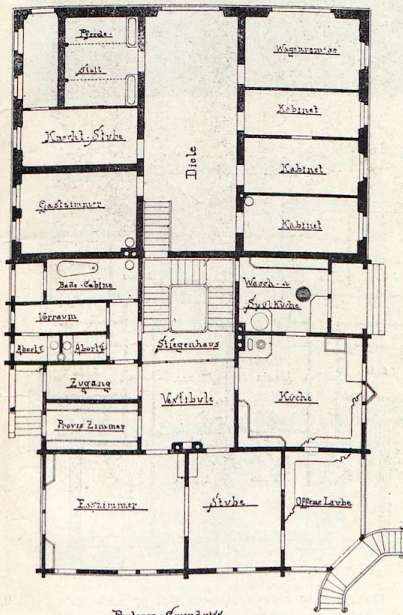 Pferde-
Stall
Wagenremise
Kabinet
Knecht-Stube
Kabinet
Diele
Gastzimmer
Kabinet
Bade-Cabine
Wasch- u.
Spül Küche
Vorraum
Abort
Abort
Stiegenhaus
Zugang
Vestibule
Küche
Provis Zimmer
Esszimmer
Stube
Offene Laube